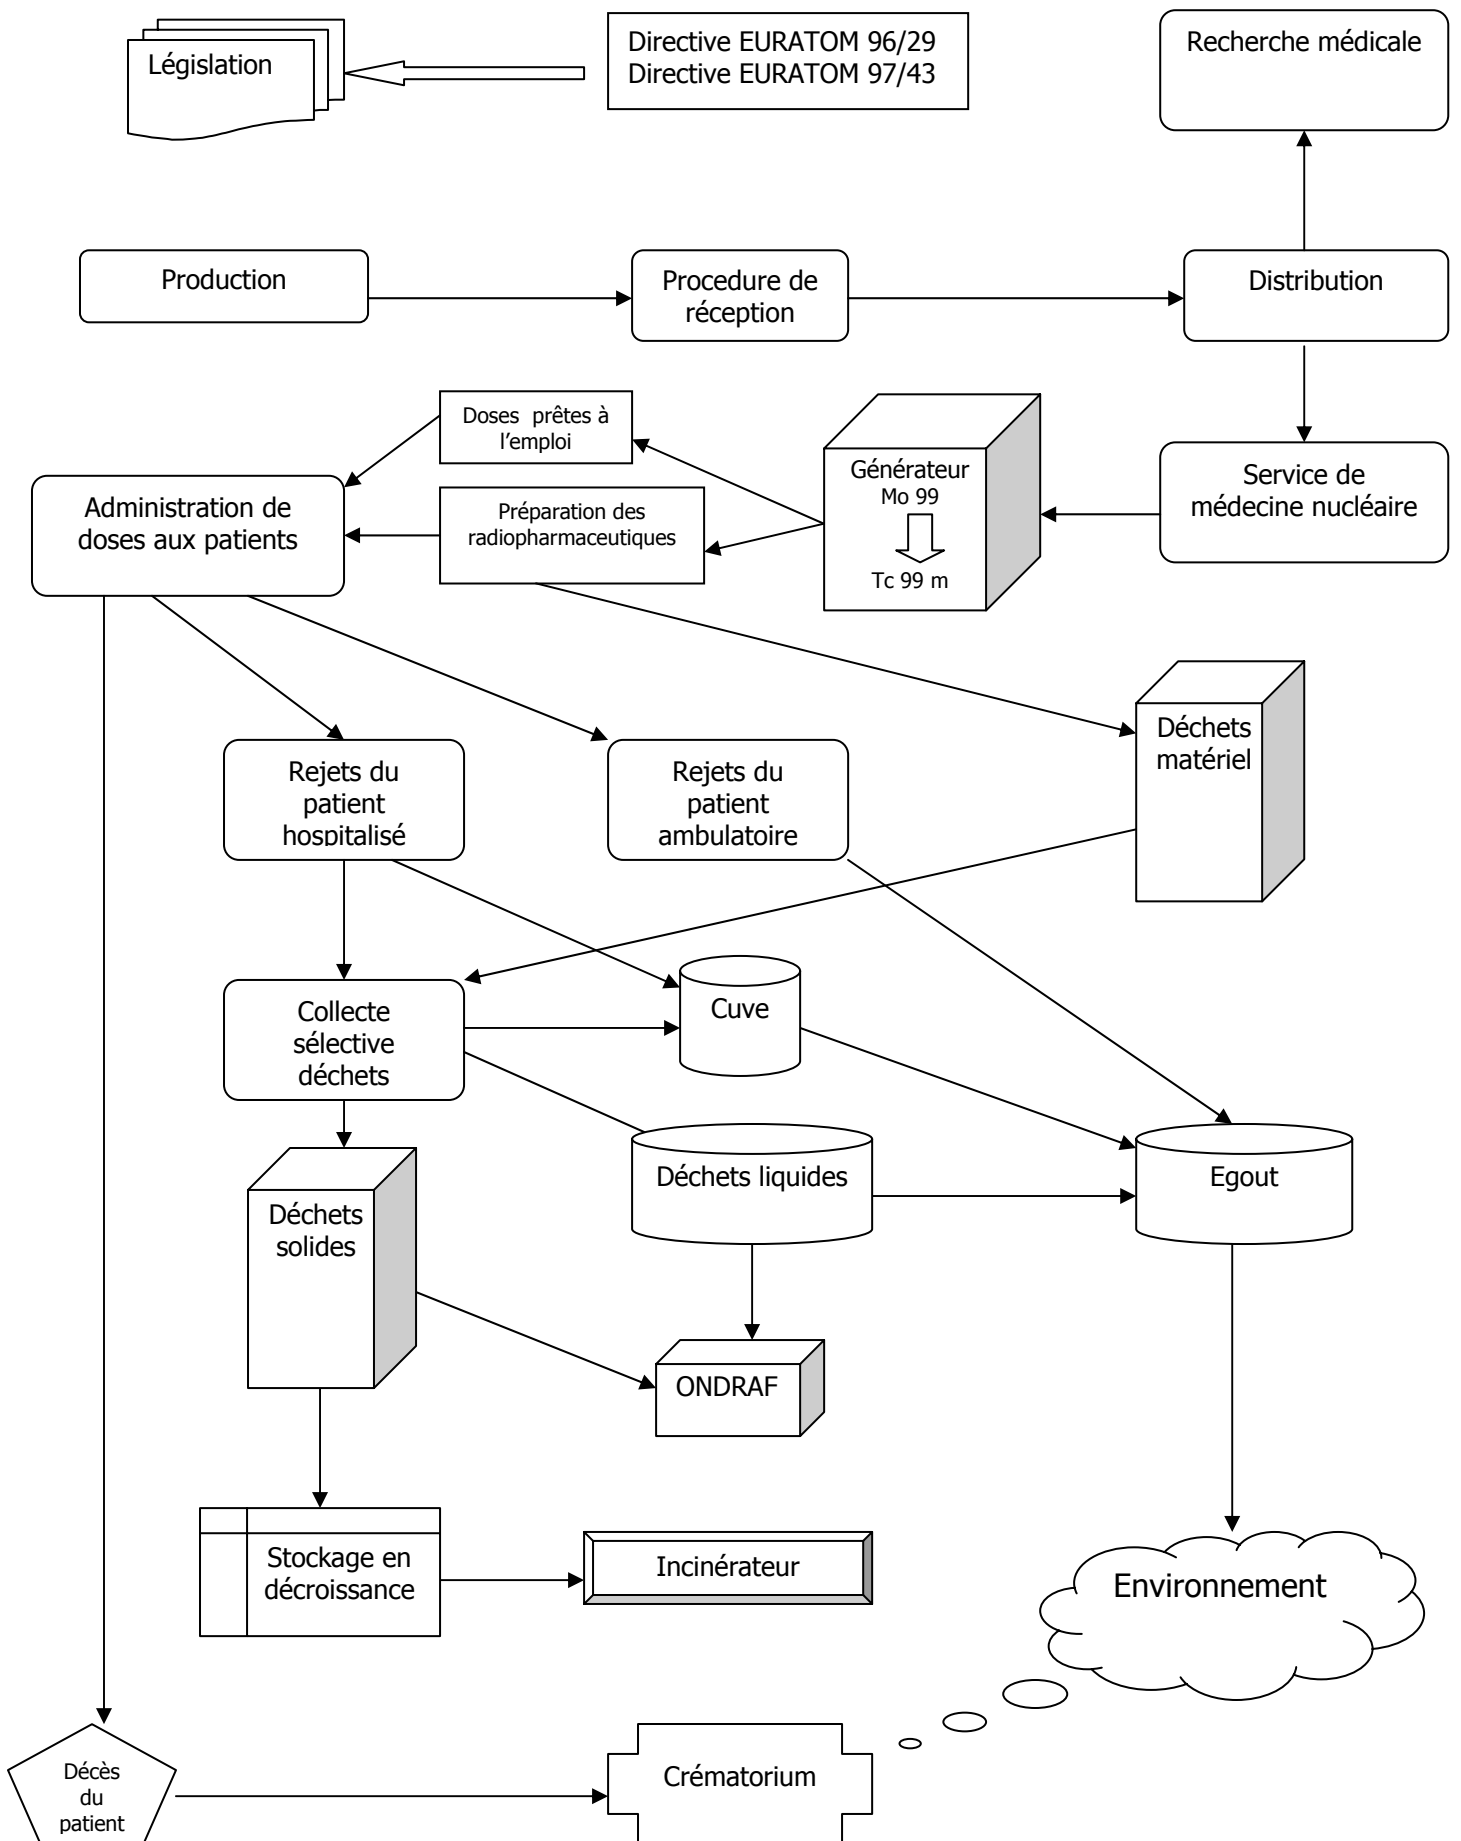 Législation
Directive EURATOM 96/29
Directive EURATOM 97/43
Recherche médicale
Production
Procedure de
réception
Distribution
Doses prêtes à
l'emploi
Générateur
Mo 99
Tc 99 m
Service de
médecine nucléaire
Administration de
doses aux patients
Préparation des
radiopharmaceutiques
Déchets
matériel
Rejets du
patient
hospitalisé
Rejets du
patient
ambulatoire
Collecte
sélective
déchets
Cuve
Déchets liquides
Egout
Déchets
solides
ONDRAF
Stockage en
décroissance
Incinérateur
Environnement
Décès
du
patient
Crématorium